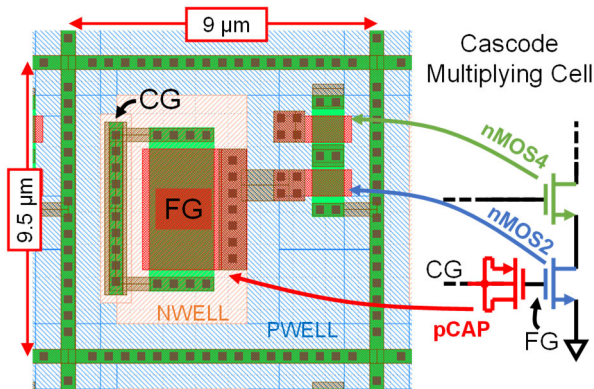 9 μm
Cascode
Multiplying Cell
CG
nMOS4
9.5 μm
FG
nMOS2
CG
NWELL
PWELL
pCAP
FG